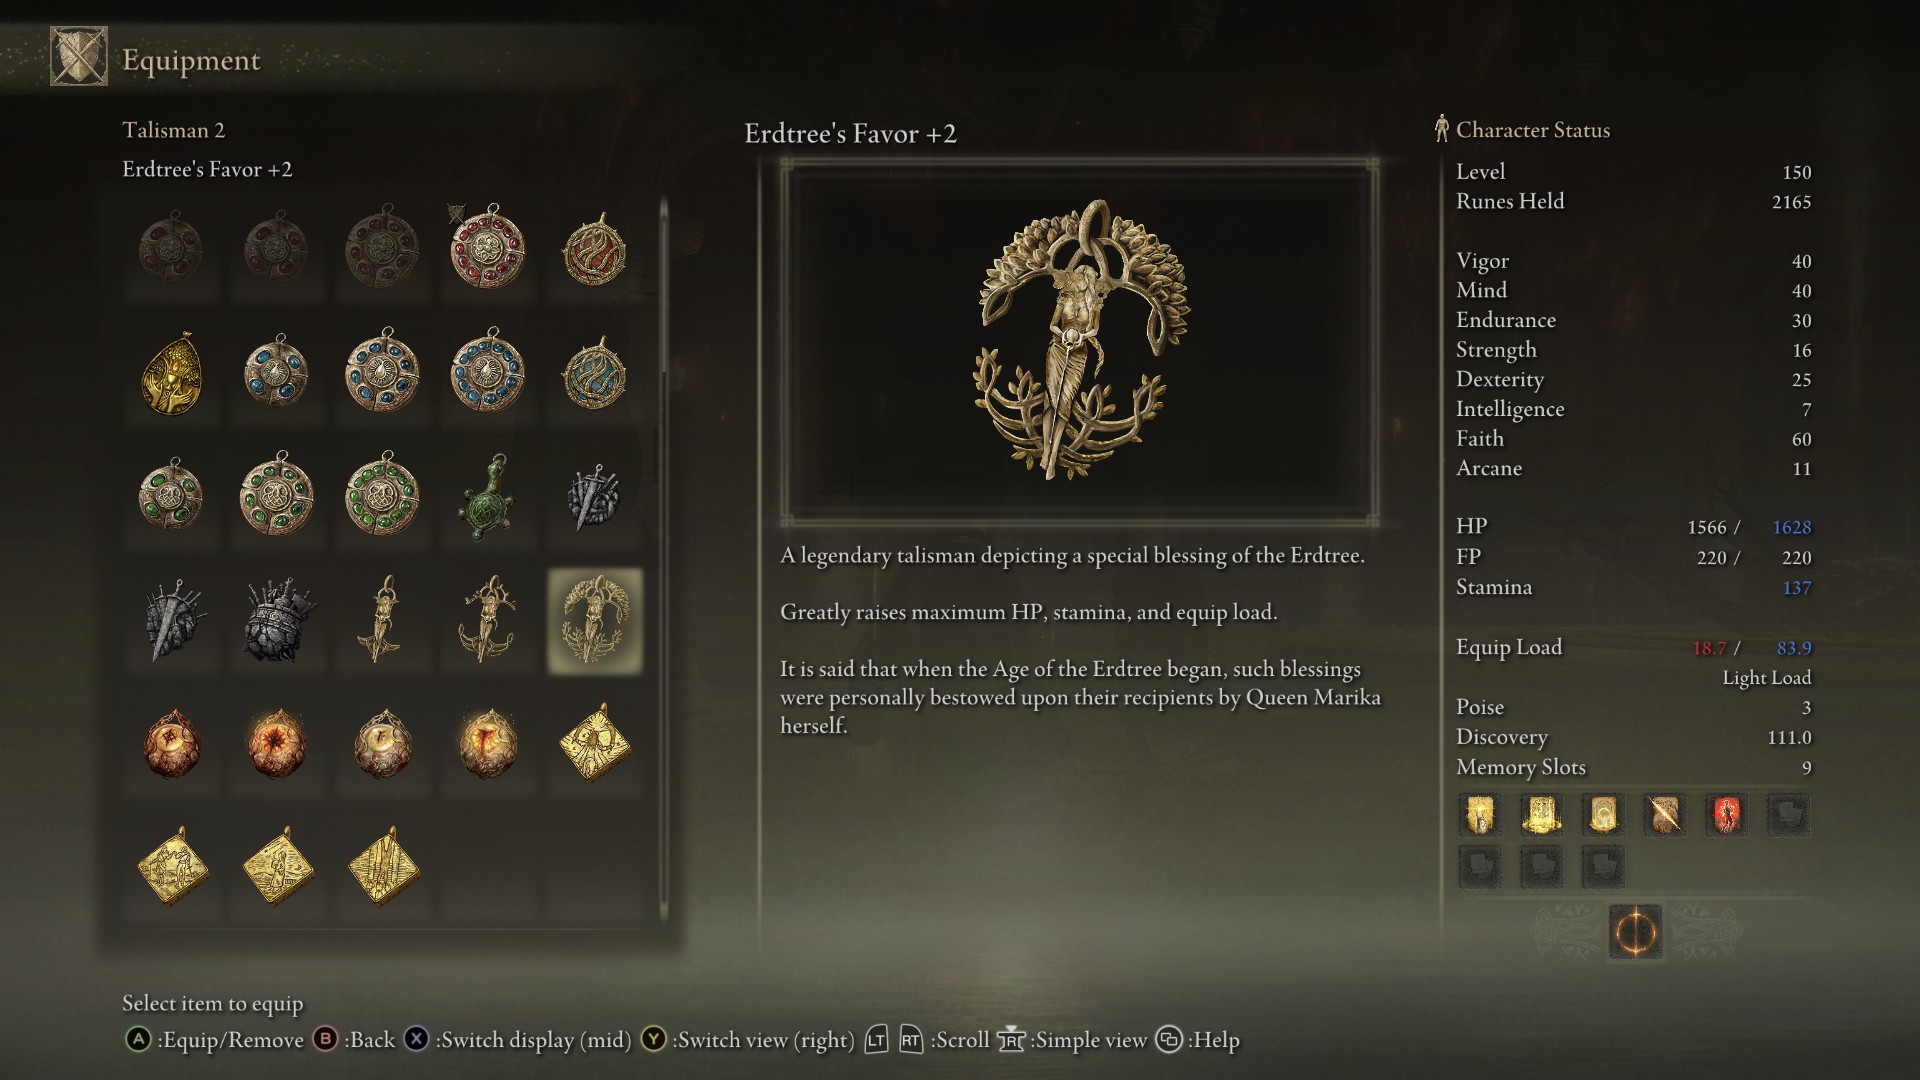 Equipment
Talisman 2
Erdtree's Favor +2
Erdtree's Favor +2
A legendary talisman depicting a special blessing of the Erdtree.
Greatly raises maximum HP, stamina, and equip load.
It is said that when the Age of the Erdtree began, such blessings
were personally bestowed upon their recipients by Queen Marika
herself.
Character Status
Level 150
Runes Held 2165
Vigor 40
Mind 40
Endurance 30
Strength 16
Dexterity 25
Intelligence 7
Faith 60
Arcane 11
HP 1566 / 1628
FP 220 / 220
Stamina 137
Equip Load 18.7 / 83.9
Light Load
Poise 3
Discovery 111.0
Memory Slots 9
Select item to equip
A :Equip/Remove B :Back X :Switch display (mid) Y :Switch view (right) LT RT :Scroll R :Simple view :Help